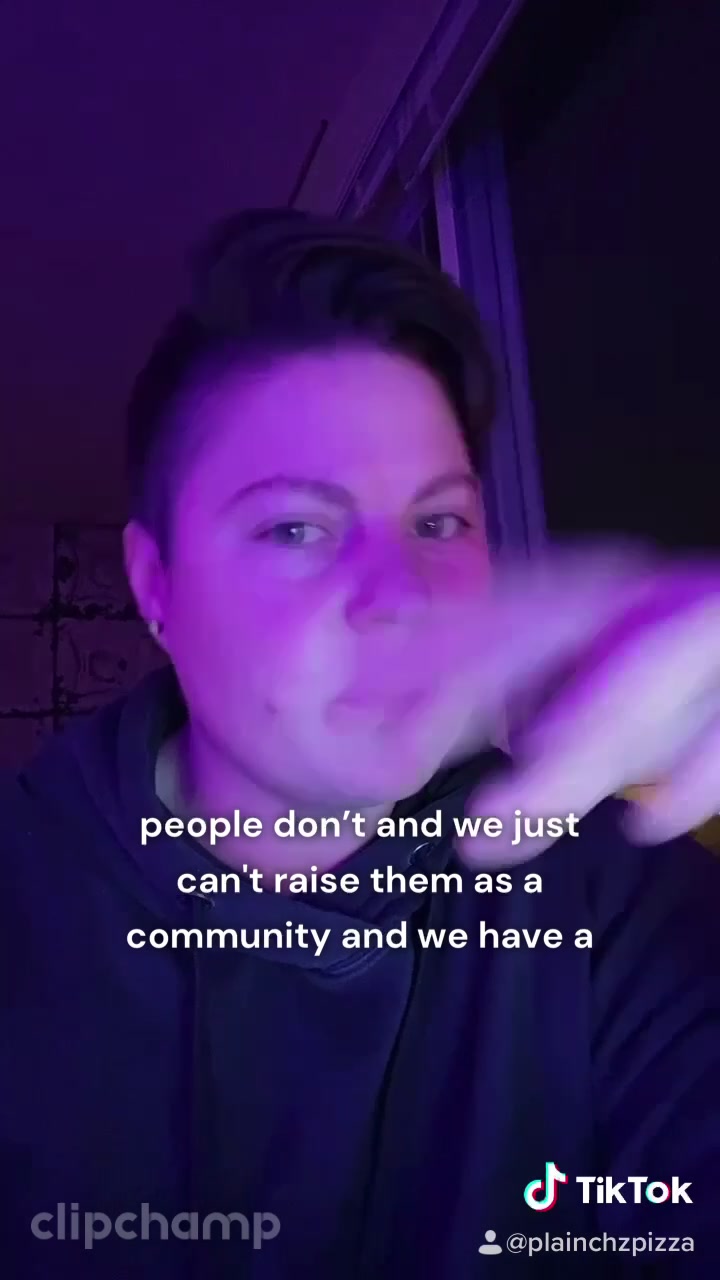 people don’t and we just
can't raise them as a
community and we have a
TikTok
clipchamp
@plainchzpizza